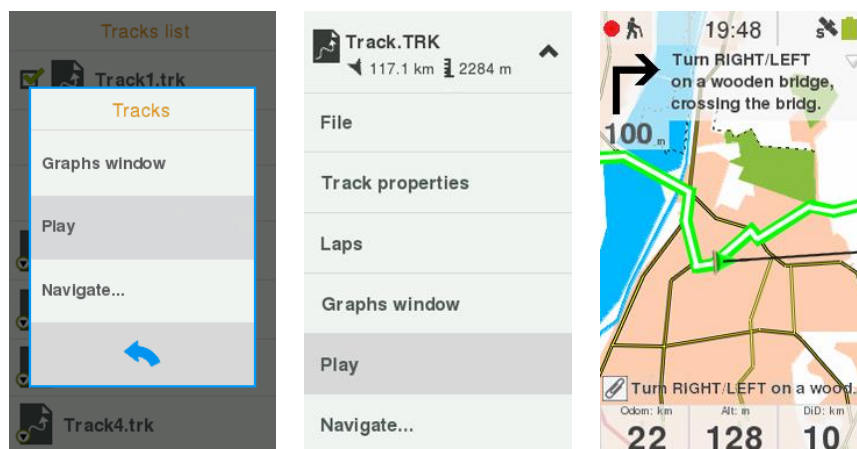 Tracks list
Track1.trk
Tracks
Graphs window
Play
Navigate...
Track4.trk
Track.TRK
117.1 km 2284 m
File
Track properties
Laps
Graphs window
Play
Navigate...
19:48
S
Turn RIGHT/LEFT
on a wooden bridge,
crossing the bridg.
100 m
Turn RIGHT/LEFT on a wood.
Odom: km Alt: m DiD: km
22 128 10